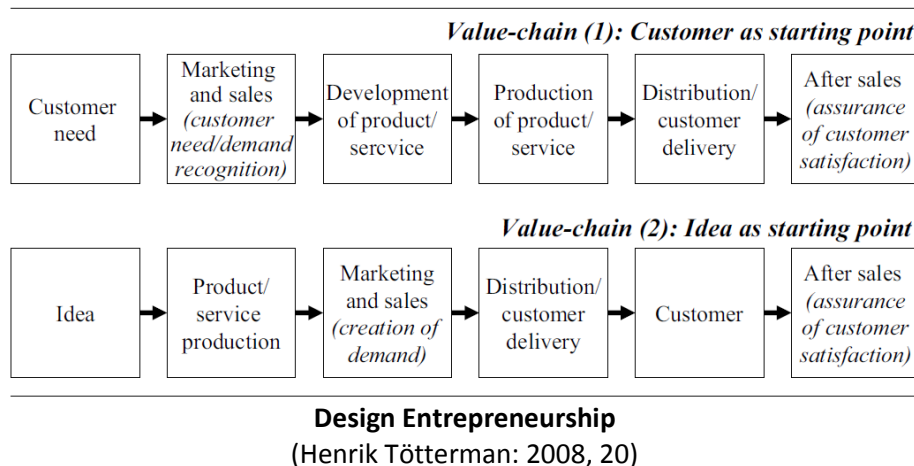 Value-chain (1): Customer as starting point
Customer
need
Marketing
and sales
(customer
need/demand
recognition)
Development
of product/
sercvice
Production
of product/
service
Distribution/
customer
delivery
After sales
(assurance
of customer
satisfaction)
Value-chain (2): Idea as starting point
Idea
Product/
service
production
Marketing
and sales
(creation of
demand)
Distribution/
customer
delivery
Customer
After sales
(assurance
of customer
satisfaction)
Design Entrepreneurship
(Henrik Tötterman: 2008, 20)